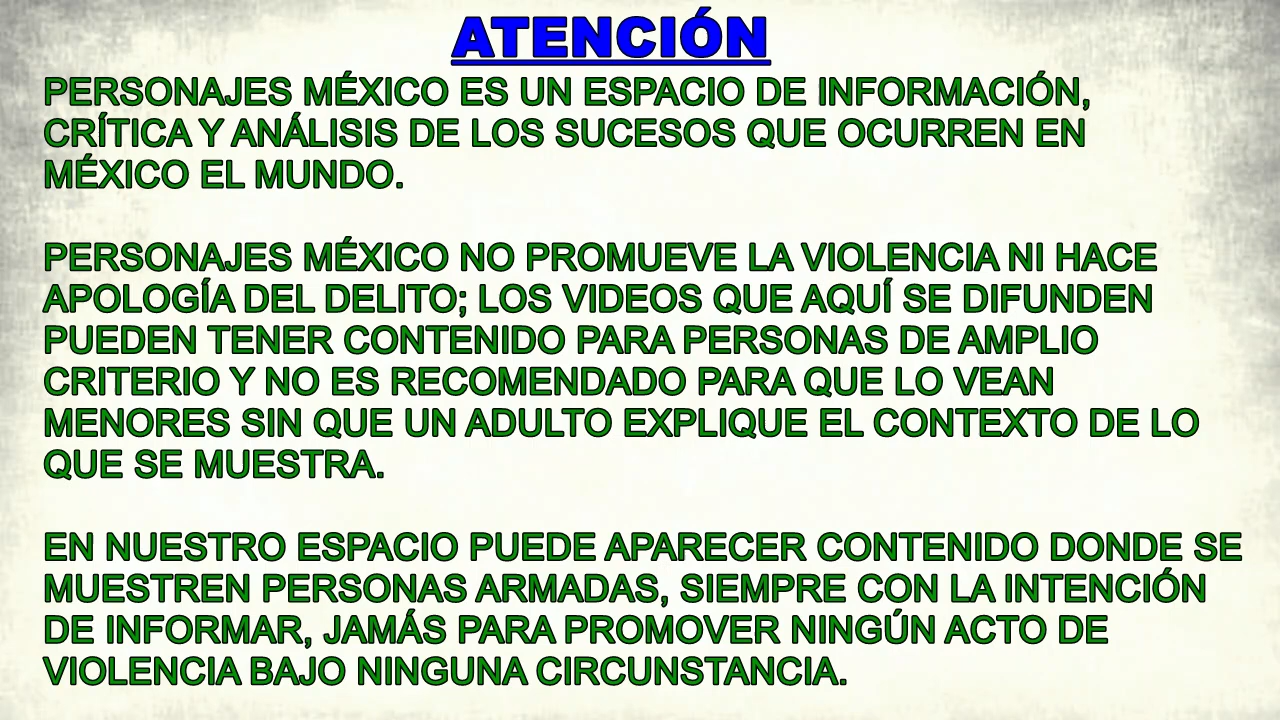 ATENCIÓN
PERSONAJES MÉXICO ES UN ESPACIO DE INFORMACIÓN,
CRÍTICA Y ANÁLISIS DE LOS SUCESOS QUE OCURREN EN
MÉXICO EL MUNDO.
PERSONAJES MÉXICO NO PROMUEVE LA VIOLENCIA NI HACE
APOLOGÍA DEL DELITO; LOS VIDEOS QUE AQUÍ SE DIFUNDEN
PUEDEN TENER CONTENIDO PARA PERSONAS DE AMPLIO
CRITERIO Y NO ES RECOMENDADO PARA QUE LO VEAN
MENORES SIN QUE UN ADULTO EXPLIQUE EL CONTEXTO DE LO
QUE SE MUESTRA.
EN NUESTRO ESPACIO PUEDE APARECER CONTENIDO DONDE SE
MUESTREN PERSONAS ARMADAS, SIEMPRE CON LA INTENCIÓN
DE INFORMAR, JAMÁS PARA PROMOVER NINGÚN ACTO DE
VIOLENCIA BAJO NINGUNA CIRCUNSTANCIA.